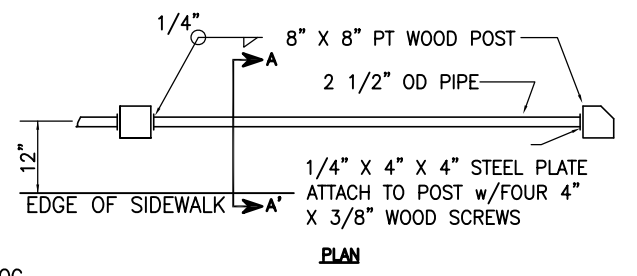 1/4"
8" X 8" PT WOOD POST
A
2 1/2" OD PIPE
12"
1/4" X 4" X 4" STEEL PLATE
ATTACH TO POST w/FOUR 4"
X 3/8" WOOD SCREWS
EDGE OF SIDEWALK
A'
PLAN